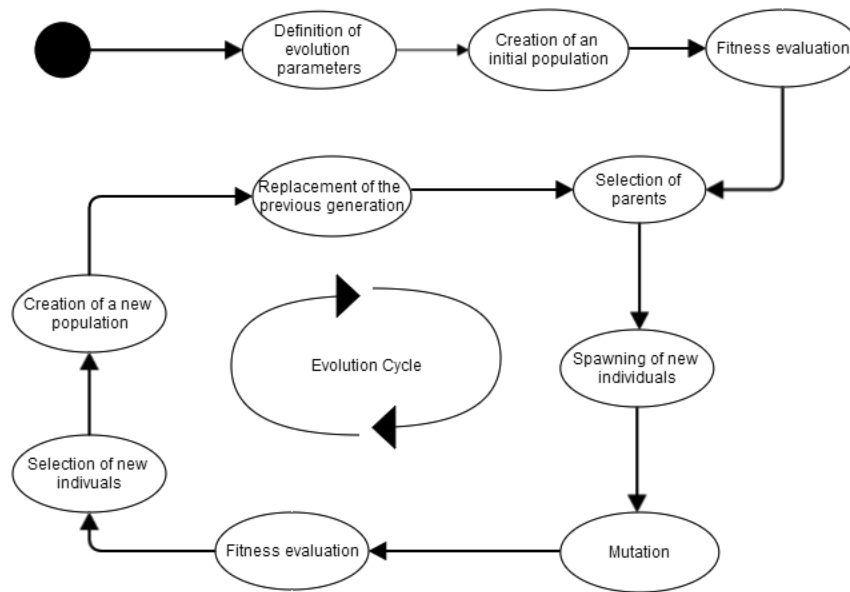 Definition of
evolution
parameters
Creation of an
initial population
Fitness evaluation
Replacement of the
previous generation
Selection of
parents
Creation of a new
population
Evolution Cycle
Spawning of new
individuals
Selection of new
indivuals
Fitness evaluation
Mutation